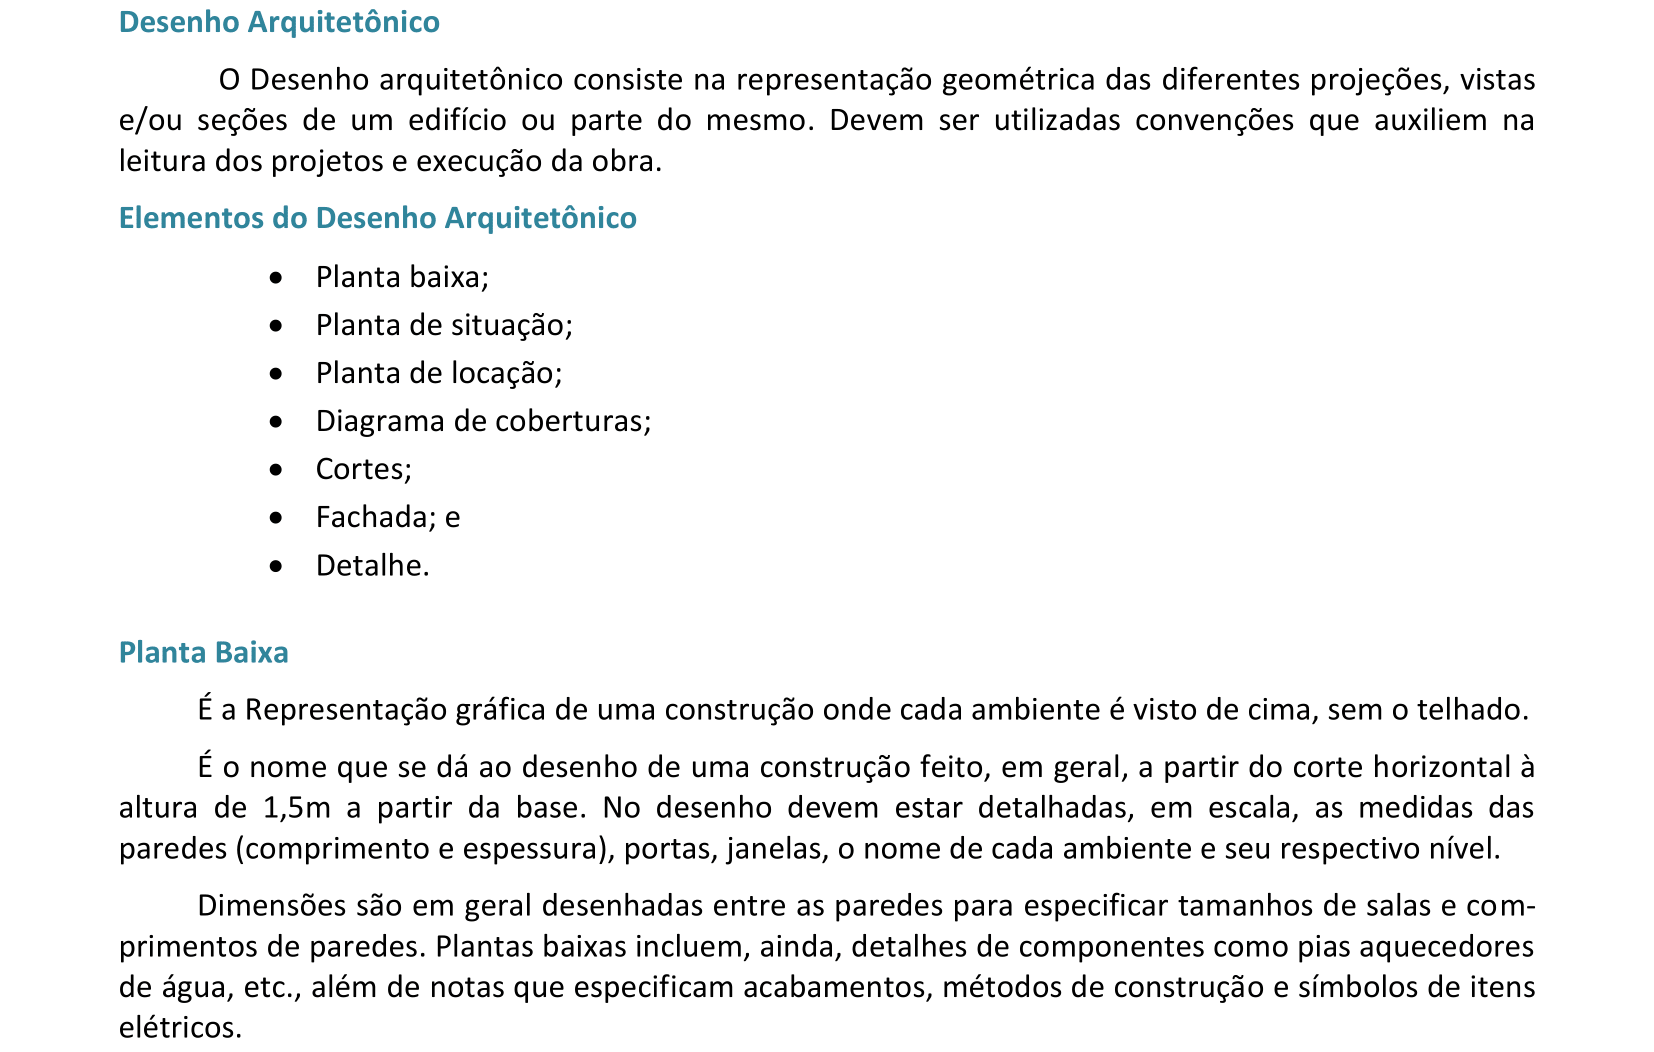 Desenho Arquitetônico
O Desenho arquitetônico consiste na representação geométrica das diferentes projeções, vistas
e/ou seções de um edifício ou parte do mesmo. Devem ser utilizadas convenções que auxiliem na
leitura dos projetos e execução da obra.
Elementos do Desenho Arquitetônico
• Planta baixa;
• Planta de situação;
• Planta de locação;
• Diagrama de coberturas;
• Cortes;
• Fachada; e
• Detalhe.
Planta Baixa
É a Representação gráfica de uma construção onde cada ambiente é visto de cima, sem o telhado.
É o nome que se dá ao desenho de uma construção feito, em geral, a partir do corte horizontal à
altura de 1,5m a partir da base. No desenho devem estar detalhadas, em escala, as medidas das
paredes (comprimento e espessura), portas, janelas, o nome de cada ambiente e seu respectivo nível.
Dimensões são em geral desenhadas entre as paredes para especificar tamanhos de salas e com-
primentos de paredes. Plantas baixas incluem, ainda, detalhes de componentes como pias aquecedores
de água, etc., além de notas que especificam acabamentos, métodos de construção e símbolos de itens
elétricos.